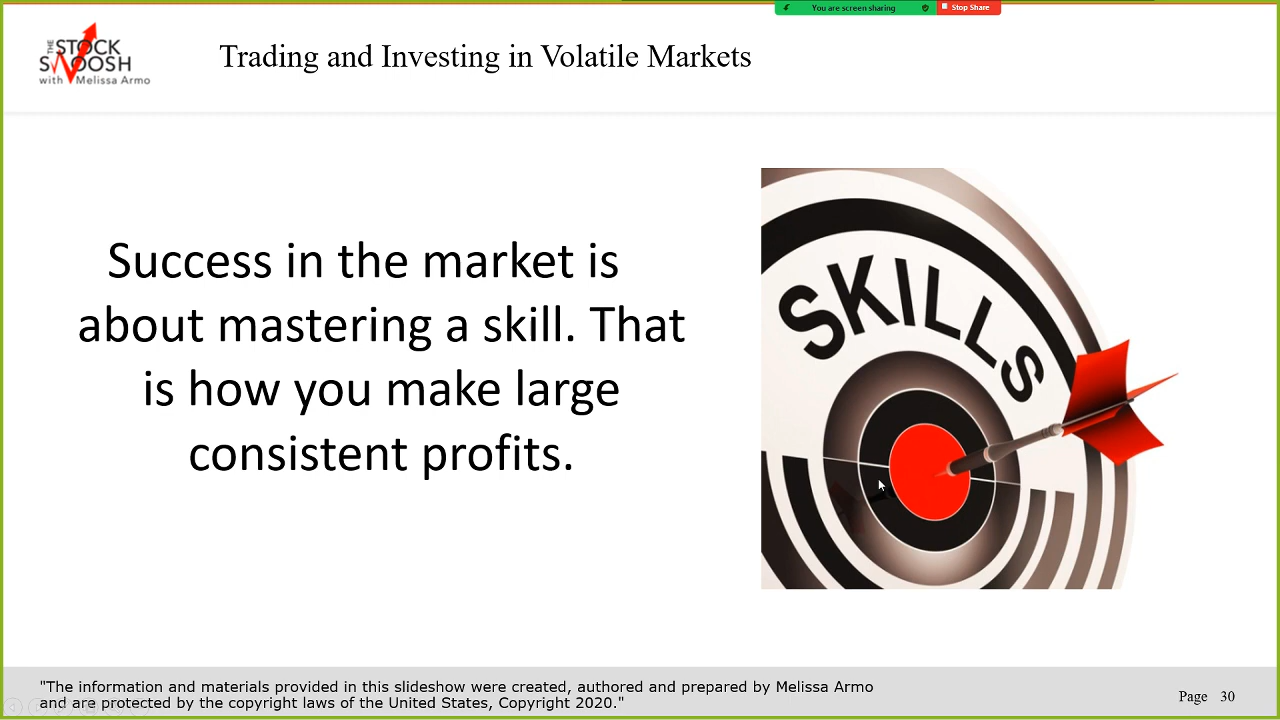 You are screen sharing Stop Share
THE
STOCK
SWOOSH
with Melissa Armo
Trading and Investing in Volatile Markets
Success in the market is
about mastering a skill. That
is how you make large
consistent profits.
SKILLS
"The information and materials provided in this slideshow were created, authored and prepared by Melissa Armo
and are protected by the copyright laws of the United States, Copyright 2020."
Page 30